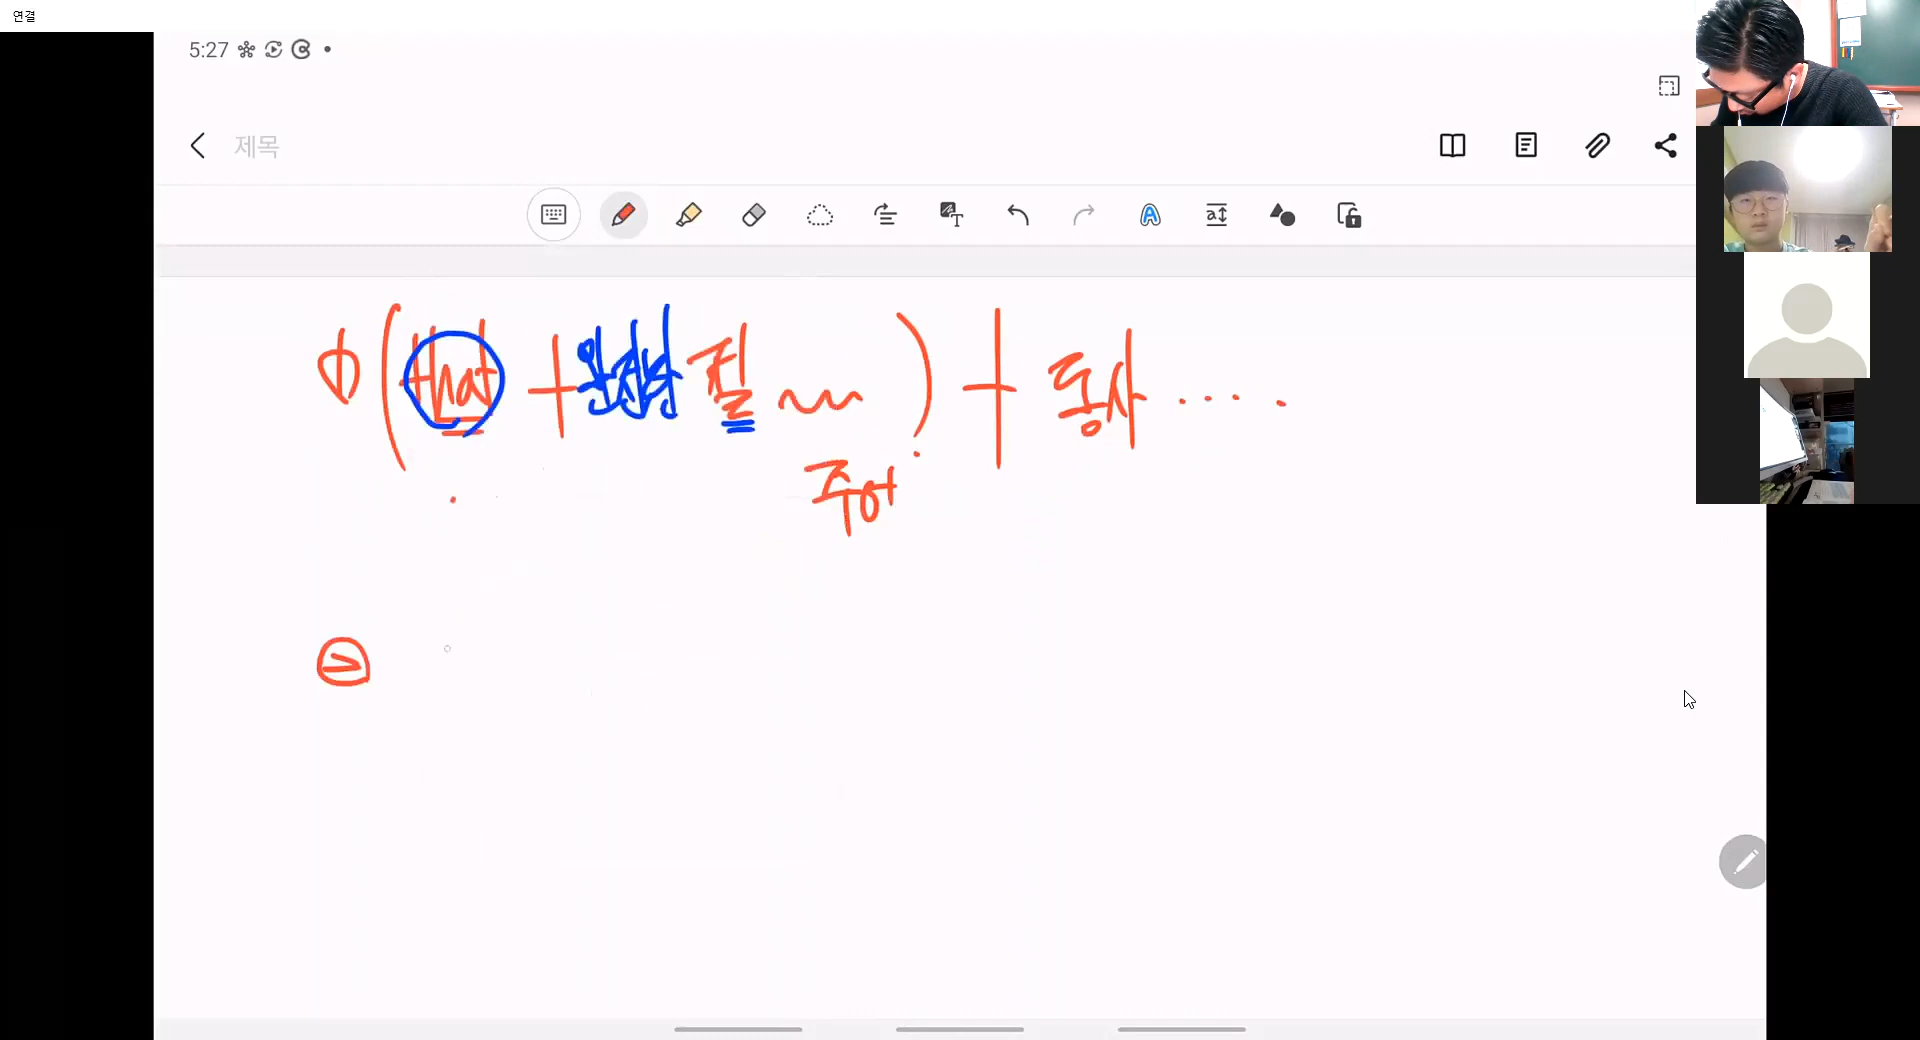 연결
5:27
제목
① (that + 완전한 절 ~~) + 동사 ....
주어
②